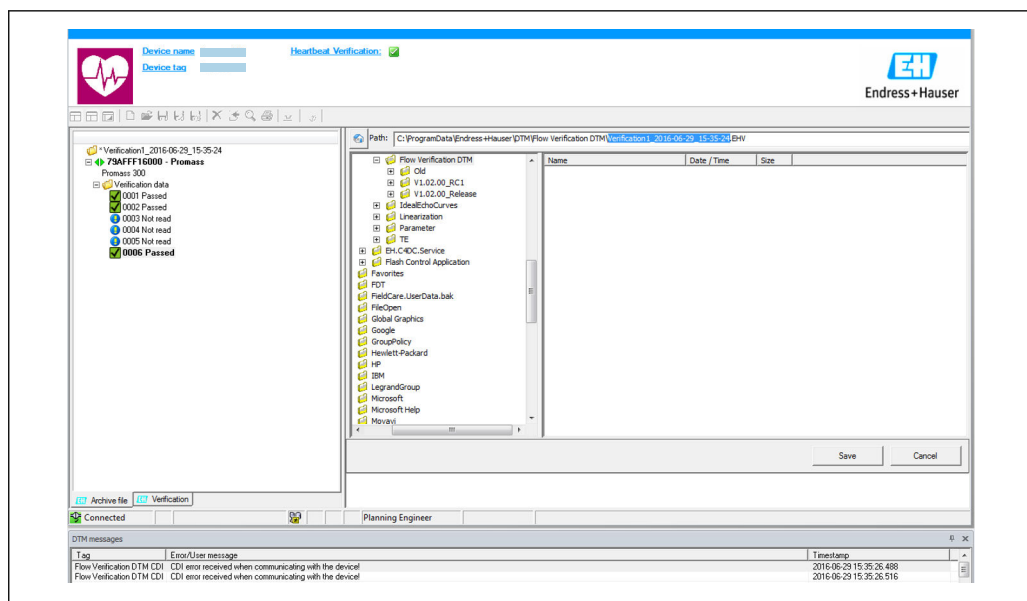 Device name
Heartbeat Verification:
Device tag
EH
Endress+Hauser
Path: C:\ProgramData\Endress+Hauser\DTM\Flow Verification DTM\Verification1_2016-06-29_15-35-24.EHV
* Verification1_2016-06-29_15-35-24
79AFFF16000 - Promass
Promass 300
Verification data
0001 Passed
0002 Passed
0003 Not read
0004 Not read
0005 Not read
0006 Passed
Flow Verification DTM
Old
V1.02.00_RC1
V1.02.00_Release
IdealEchoCurves
Linearization
Parameter
TE
EH.C4DC.Service
Flash Control Application
Favorites
FDT
FieldCare.UserData.bak
FileOpen
Global Graphics
Google
GroupPolicy
Hewlett-Packard
HP
IBM
LegrandGroup
Microsoft
Microsoft Help
Movavi
Name Date / Time Size
Save Cancel
EH Archive file EH Verification
Connected Planning Engineer
DTM messages
Tag Error/User message Timestamp
Flow Verification DTM CDI CDI error received when communicating with the device! 2016-06-29 15:35:26.488
Flow Verification DTM CDI CDI error received when communicating with the device! 2016-06-29 15:35:26.516